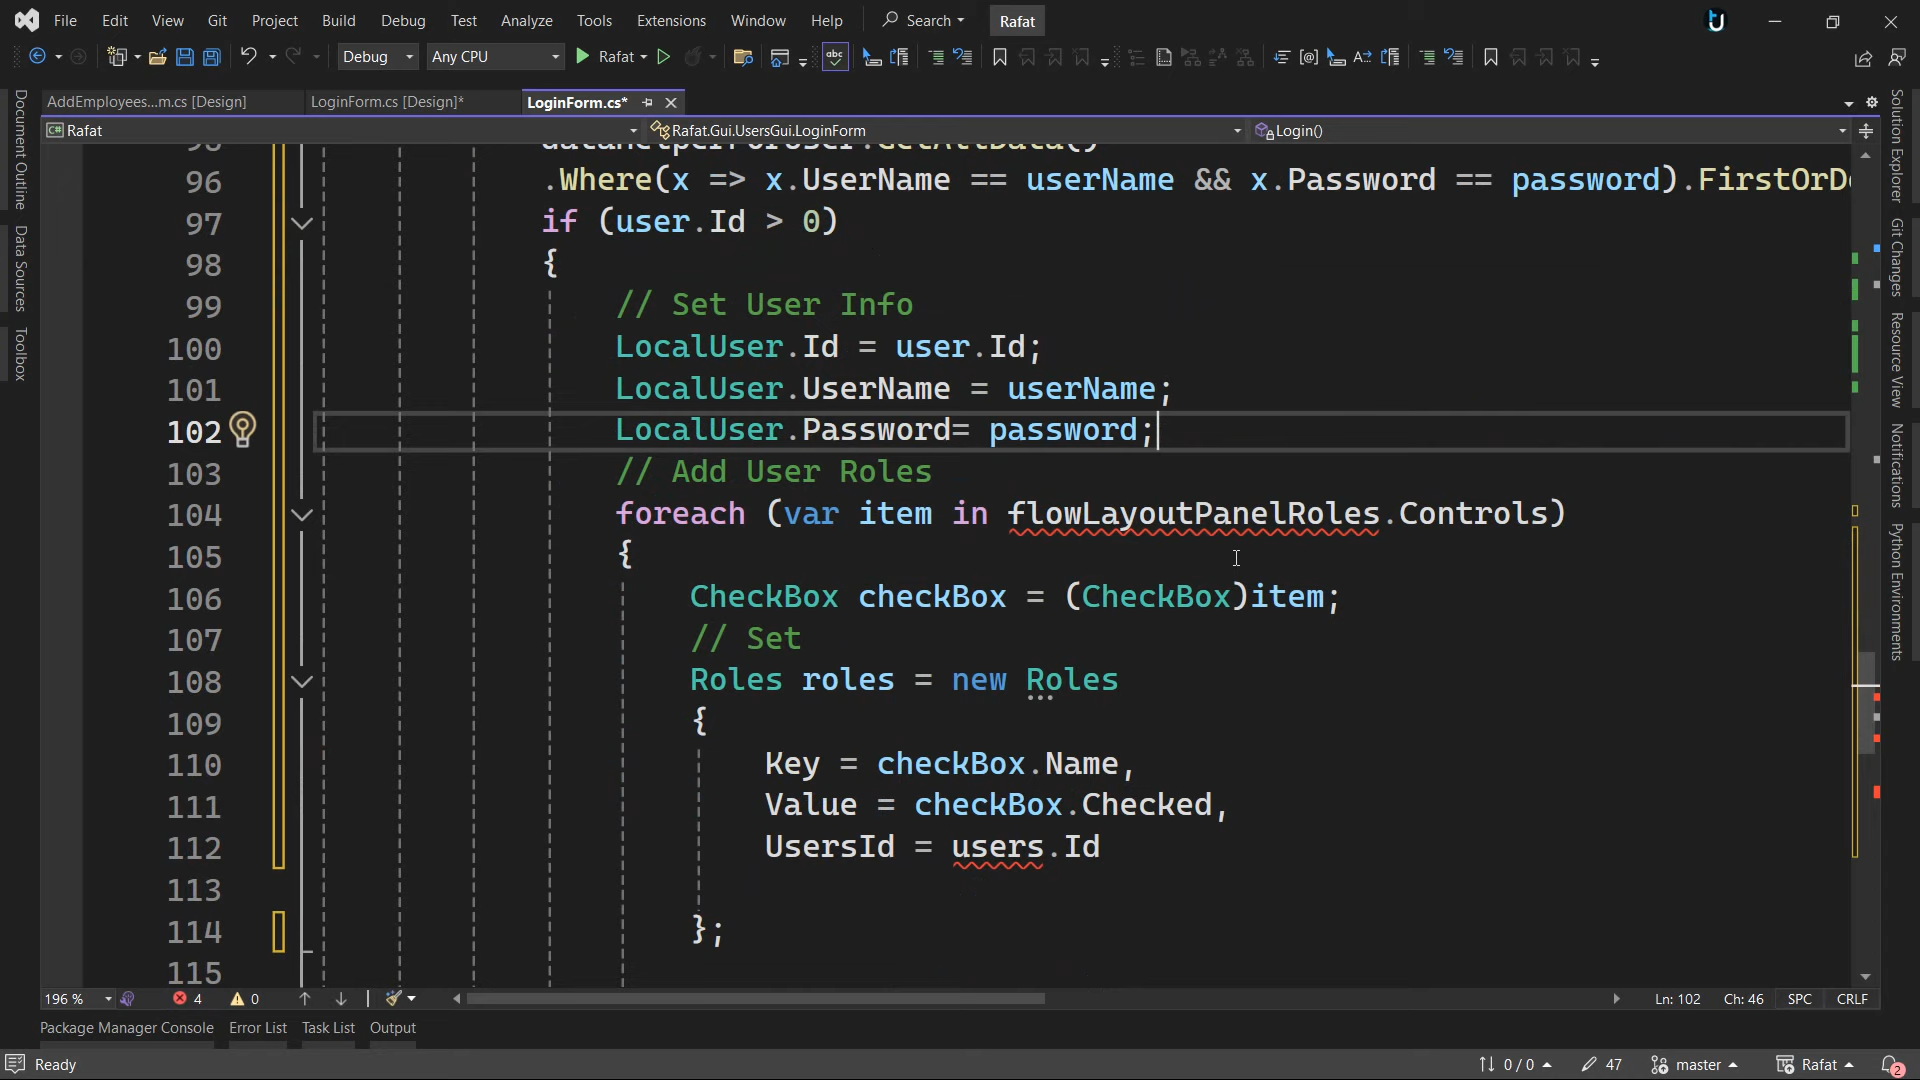 File Edit View Git Project Build Debug Test Analyze Tools Extensions Window Help Search Rafat
Debug Any CPU Rafat
AddEmployees...m.cs [Design] LoginForm.cs [Design]* LoginForm.cs*
C# Rafat Rafat.Gui.UsersGui.LoginForm Login()
96 .Where(x => x.UserName == userName && x.Password == password).FirstOrD
97 if (user.Id > 0)
98 {
99 // Set User Info
100 LocalUser.Id = user.Id;
101 LocalUser.UserName = userName;
102 LocalUser.Password= password;
103 // Add User Roles
104 foreach (var item in flowLayoutPanelRoles.Controls)
105 {
106 CheckBox checkBox = (CheckBox)item;
107 // Set
108 Roles roles = new Roles
109 {
110 Key = checkBox.Name,
111 Value = checkBox.Checked,
112 UsersId = users.Id
113
114 };
115
Document Outline
Data Sources
Toolbox
Solution Explorer
Git Changes
Resource View
Notifications
Python Environments
196 % 4 0 Ln: 102 Ch: 46 SPC CRLF
Package Manager Console Error List Task List Output
Ready 0 / 0 47 master Rafat 2